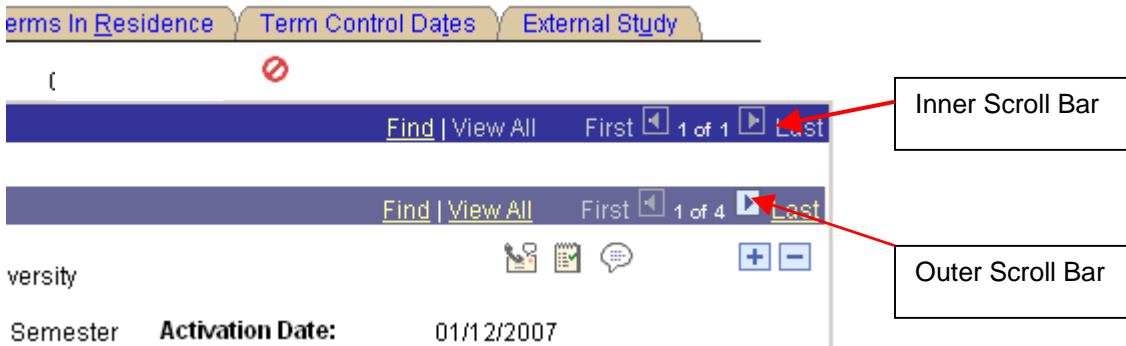 erms In Residence Term Control Dates External Study
(
Find | View All First 1 of 1 Last
Inner Scroll Bar
Find | View All First 1 of 4 Last
versity
Outer Scroll Bar
Semester Activation Date: 01/12/2007